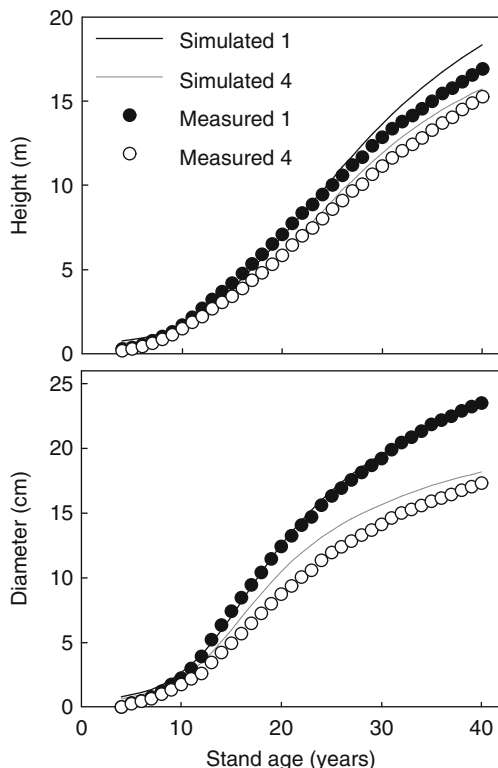 20
Simulated 1
Simulated 4
15
Measured 1
Measured 4
10
Height (m)
5
0
25
20
15
Diameter (cm)
10
5
0
0 10 20 30 40
Stand age (years)